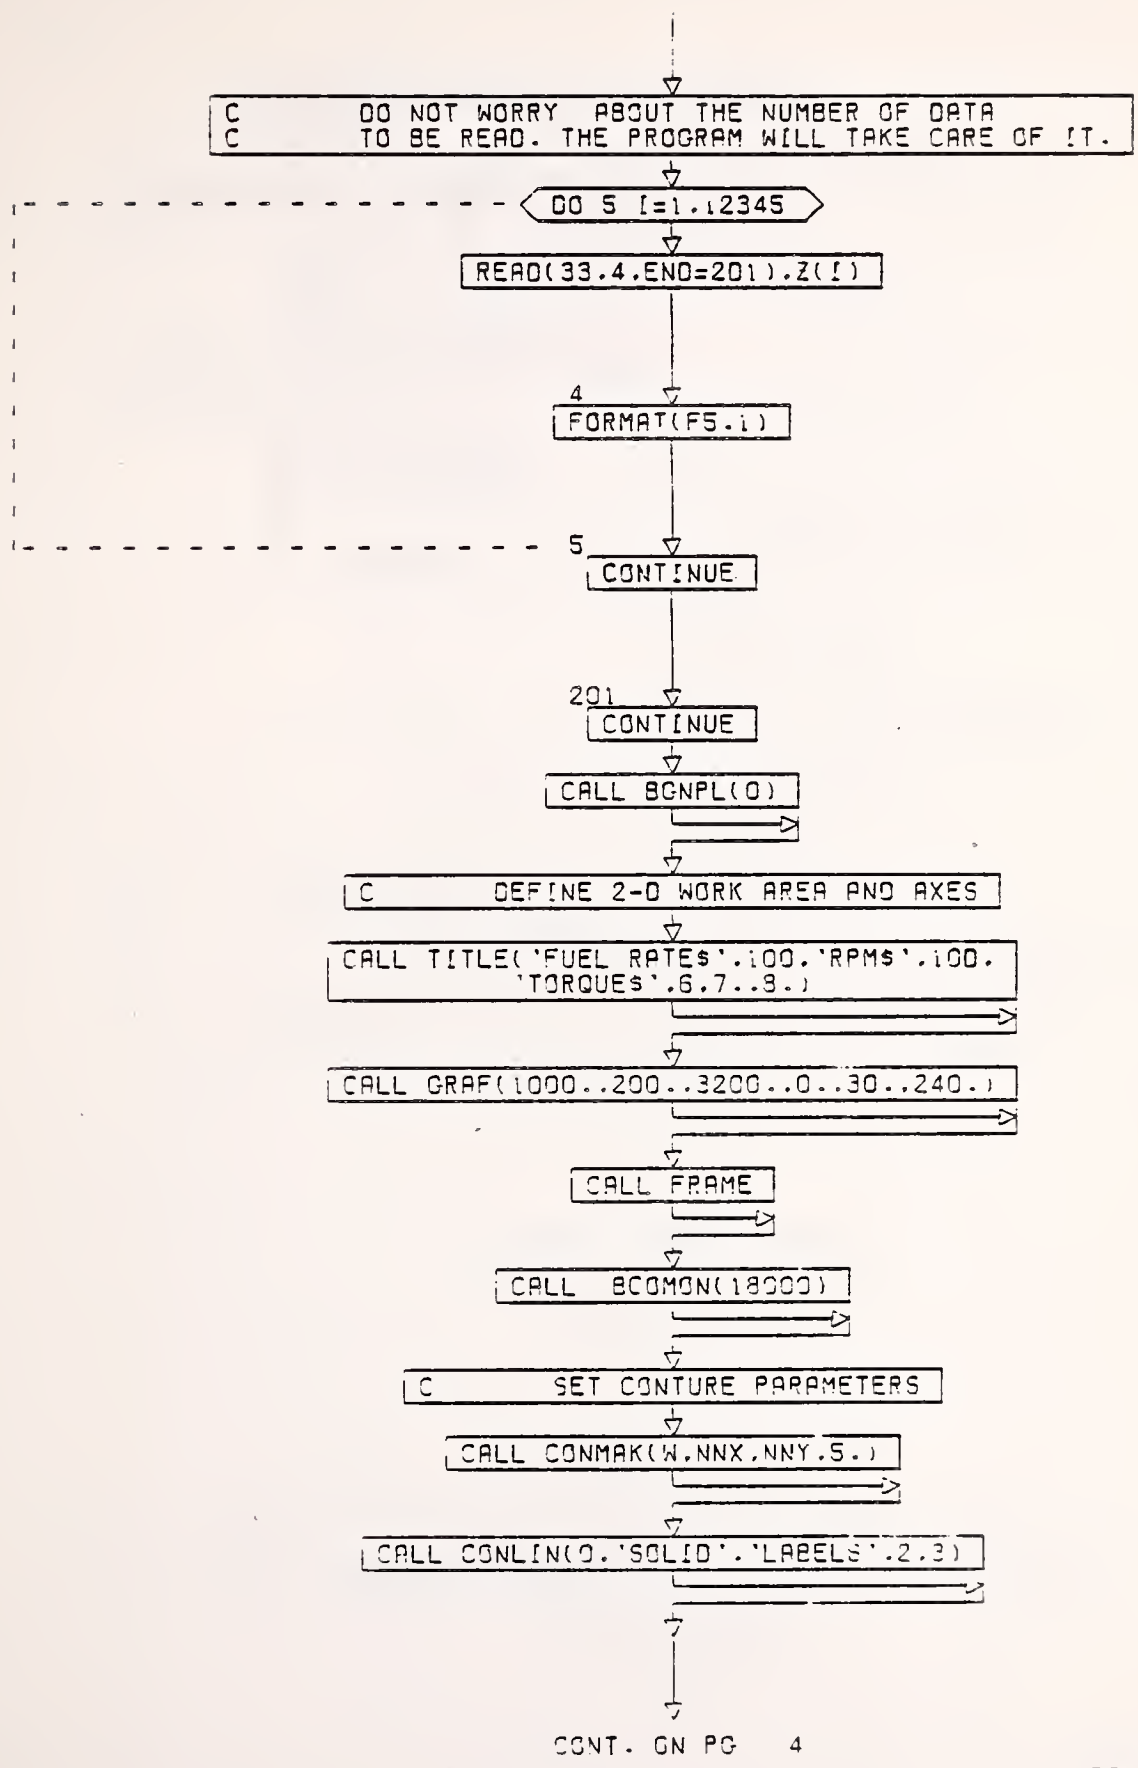 C DO NOT WORRY ABOUT THE NUMBER OF DATA
C TO BE READ. THE PROGRAM WILL TAKE CARE OF IT.
DO 5 I=1,12345
READ(33,4,END=201),Z(I)
4
FORMAT(F5.1)
5
CONTINUE
201
CONTINUE
CALL BGNPL(0)
C DEFINE 2-D WORK AREA AND AXES
CALL TITLE('FUEL RATE$',100,'RPM$',100,
'TORQUE$',6,7.,8.)
CALL GRAF(1000.,200.,3200.,0.,30.,240.)
CALL FRAME
CALL BCOMON(18000)
C SET CONTURE PARAMETERS
CALL CONMAK(W,NNX,NNY,5.)
CALL CONLIN(0,'SOLID','LABELS',2,3)
CONT. ON PG 4